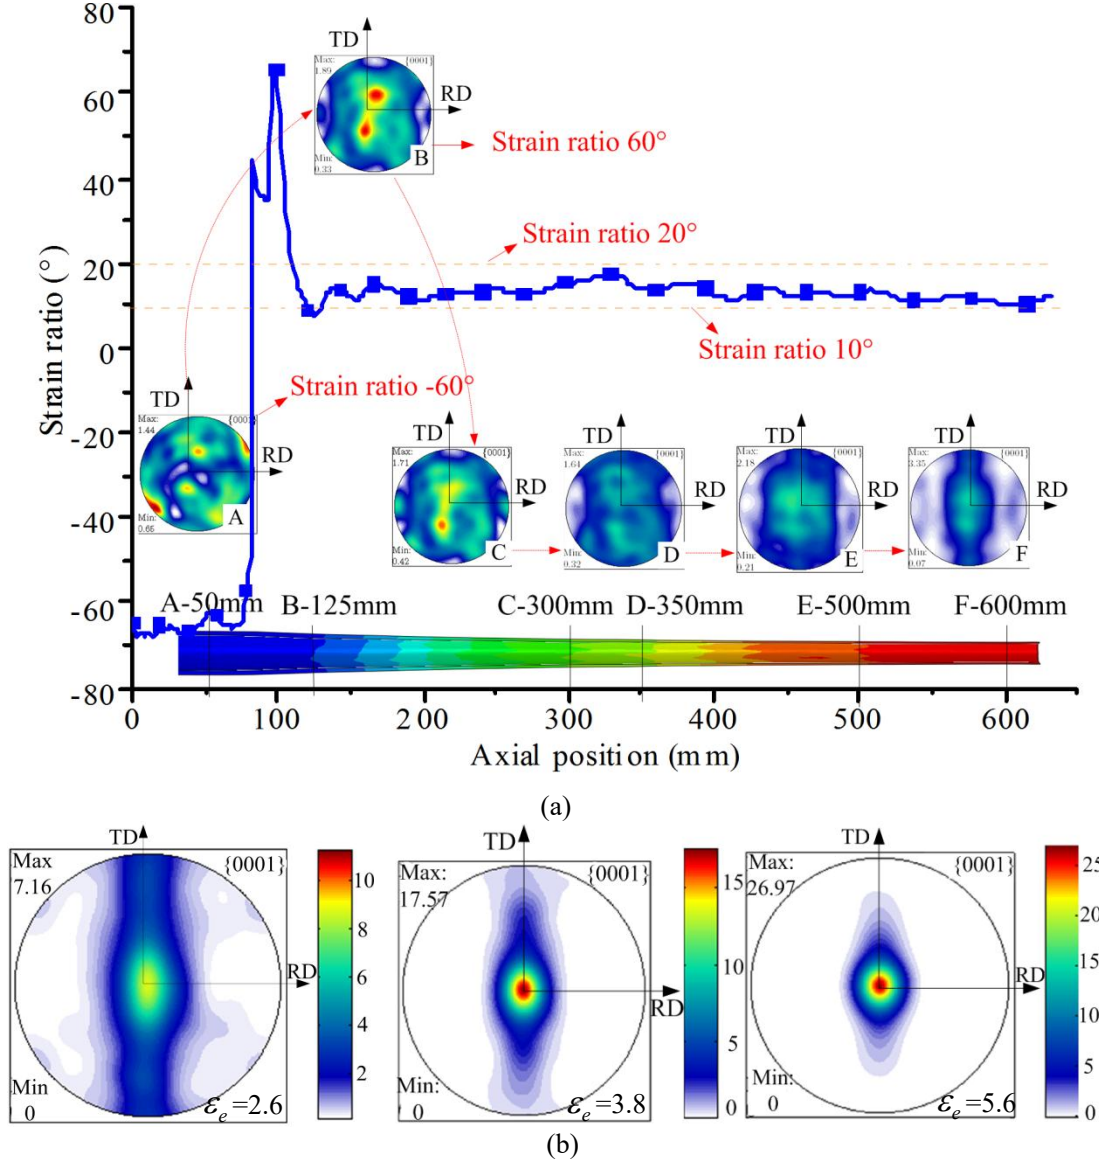 80
60
40
20
0
-20
-40
-60
-80
Strain ratio (°)
TD
Max:
1.89
{0001}
RD
Min:
0.33
B
Strain ratio 60°
Strain ratio 20°
Strain ratio 10°
Strain ratio -60°
TD
Max:
1.44
{0001}
RD
Min:
0.66
A
TD
Max:
1.71
{0001}
RD
Min:
0.42
C
TD
Max:
1.64
{0001}
RD
Min:
0.32
D
TD
Max:
2.18
{0001}
RD
Min:
0.21
E
TD
Max:
3.35
{0001}
RD
Min:
0.07
F
A-50mm B-125mm C-300mm D-350mm E-500mm F-600mm
0 100 200 300 400 500 600
Axial position (mm)
(a)
TD
Max
7.16
{0001}
RD
Min
0
εe=2.6
10
8
6
4
2
TD
Max:
17.57
{0001}
RD
Min:
0
εe=3.8
15
10
5
0
TD
Max:
26.97
{0001}
RD
Min:
0
εe=5.6
25
20
15
10
5
0
(b)